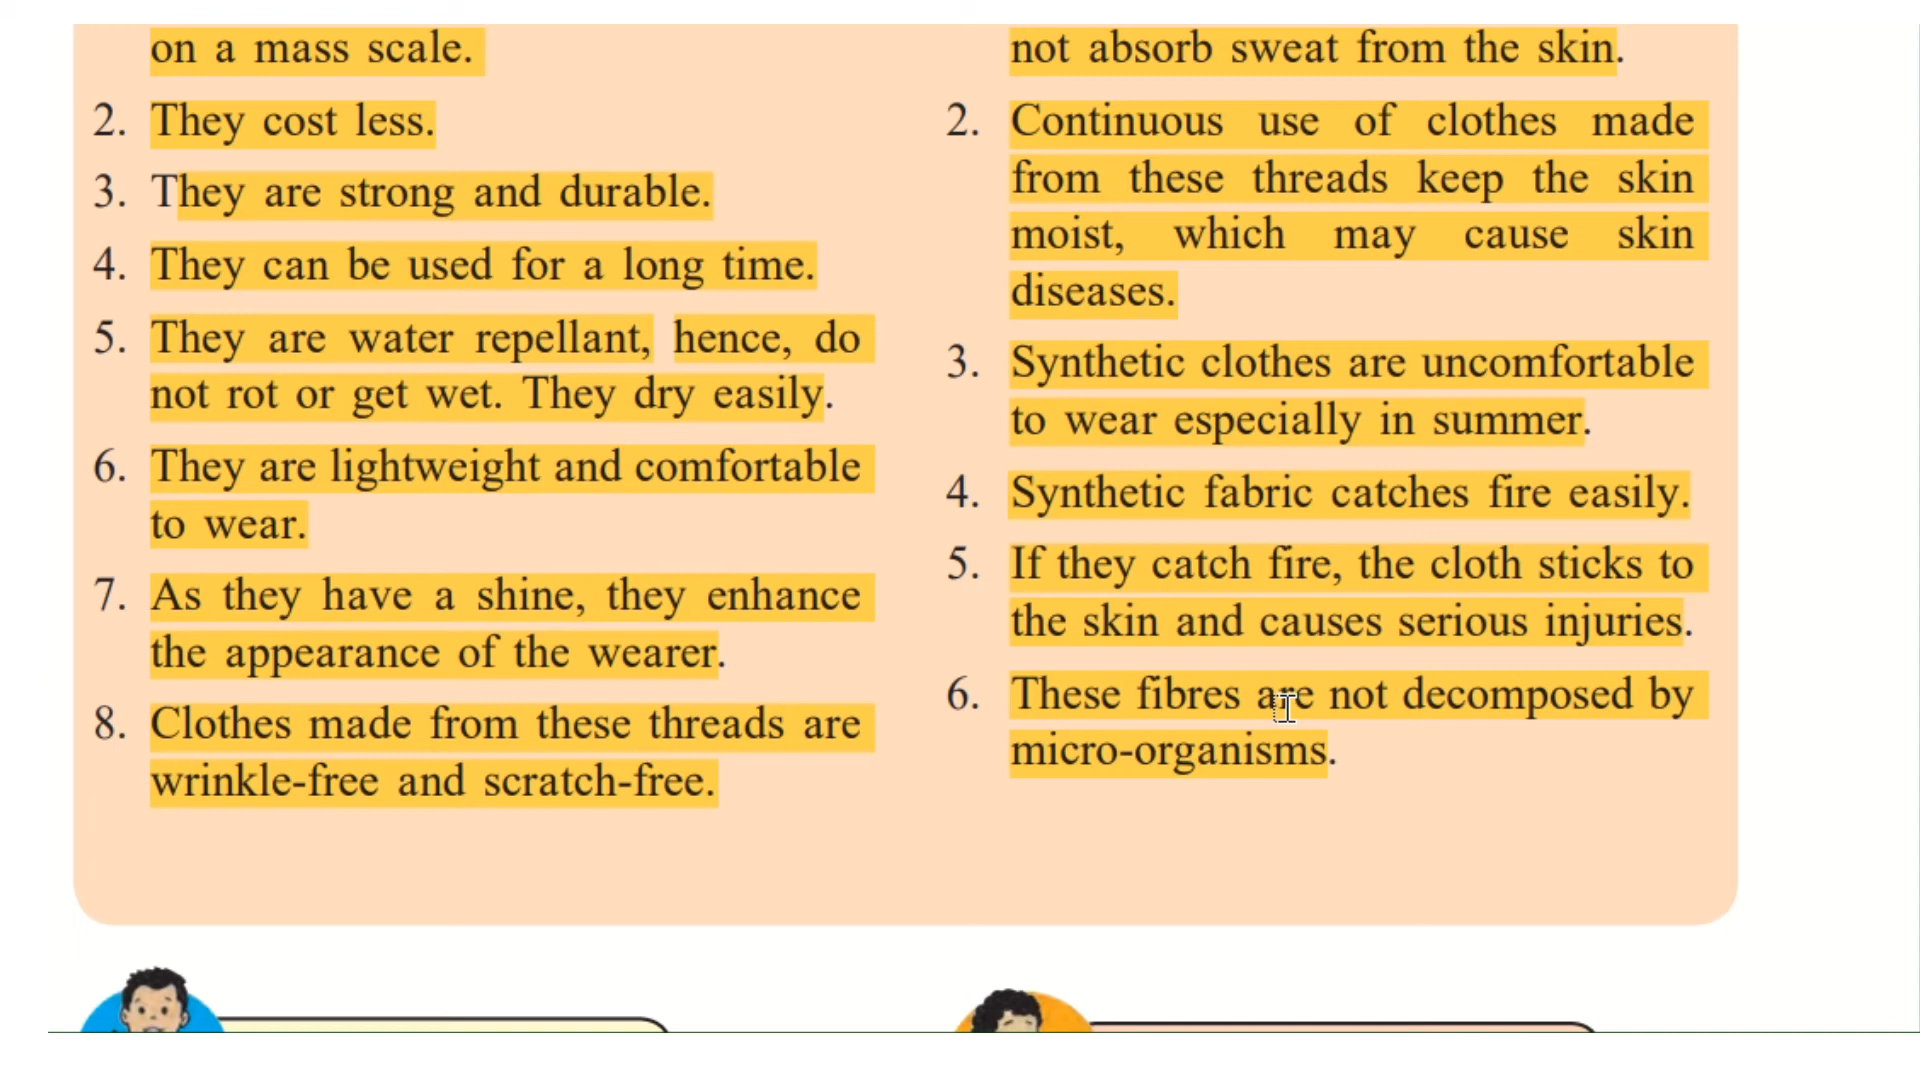 on a mass scale.
2. They cost less.
3. They are strong and durable.
4. They can be used for a long time.
5. They are water repellant, hence, do
not rot or get wet. They dry easily.
6. They are lightweight and comfortable
to wear.
7. As they have a shine, they enhance
the appearance of the wearer.
8. Clothes made from these threads are
wrinkle-free and scratch-free.
not absorb sweat from the skin.
2. Continuous use of clothes made
from these threads keep the skin
moist, which may cause skin
diseases.
3. Synthetic clothes are uncomfortable
to wear especially in summer.
4. Synthetic fabric catches fire easily.
5. If they catch fire, the cloth sticks to
the skin and causes serious injuries.
6. These fibres are not decomposed by
micro-organisms.